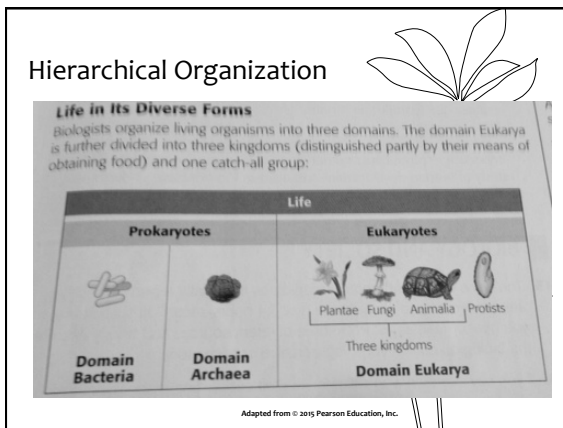 Hierarchical Organization
Life in Its Diverse Forms
Biologists organize living organisms into three domains. The domain Eukarya
is further divided into three kingdoms (distinguished partly by their means of
obtaining food) and one catch-all group:
Life
Prokaryotes Eukaryotes
Plantae Fungi Animalia Protists
Three kingdoms
Domain Bacteria
Domain Archaea
Domain Eukarya
Adapted from © 2015 Pearson Education, Inc.